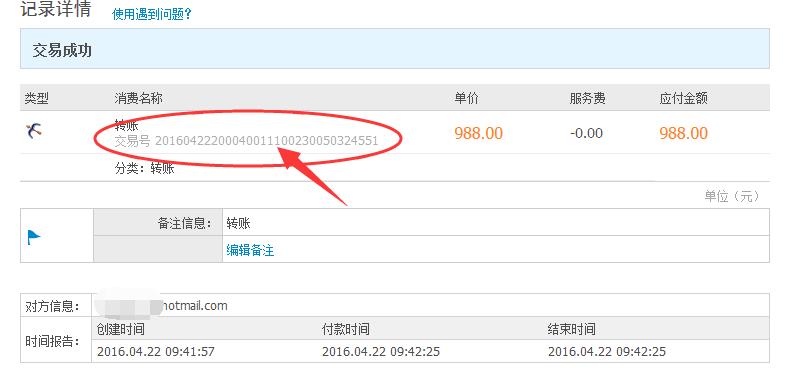 记录详情 使用遇到问题?
交易成功
类型 消费名称 单价 服务费 应付金额
转账 988.00 -0.00 988.00
交易号 20160422200040011100230050324551
分类：转账
单位（元）
备注信息： 转账
编辑备注
对方信息： hotmail.com
时间报告： 创建时间 付款时间 结束时间
2016.04.22 09:41:57 2016.04.22 09:42:25 2016.04.22 09:42:25